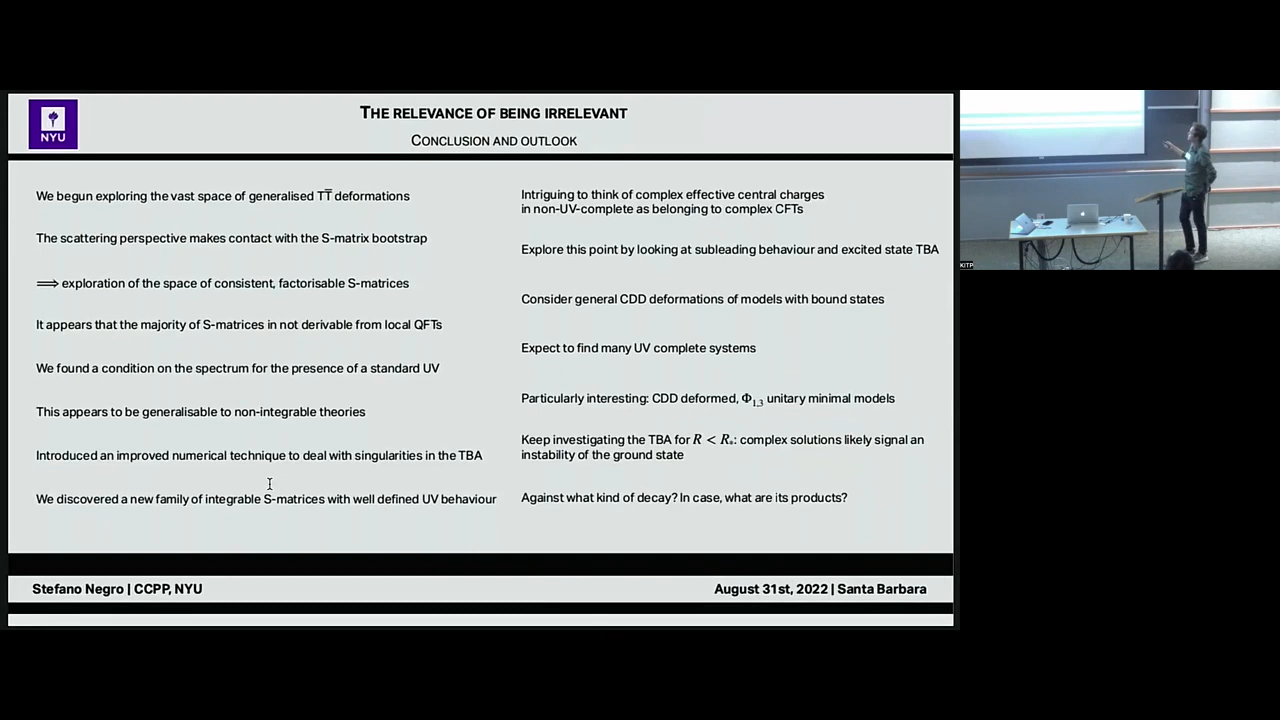 NYU
THE RELEVANCE OF BEING IRRELEVANT
CONCLUSION AND OUTLOOK
We begun exploring the vast space of generalised TT̅ deformations
The scattering perspective makes contact with the S-matrix bootstrap
⟹ exploration of the space of consistent, factorisable S-matrices
It appears that the majority of S-matrices in not derivable from local QFTs
We found a condition on the spectrum for the presence of a standard UV
This appears to be generalisable to non-integrable theories
Introduced an improved numerical technique to deal with singularities in the TBA
We discovered a new family of integrable S-matrices with well defined UV behaviour
Intriguing to think of complex effective central charges
in non-UV-complete as belonging to complex CFTs
Explore this point by looking at subleading behaviour and excited state TBA
Consider general CDD deformations of models with bound states
Expect to find many UV complete systems
Particularly interesting: CDD deformed, Φ₁,₃ unitary minimal models
Keep investigating the TBA for R < R*: complex solutions likely signal an
instability of the ground state
Against what kind of decay? In case, what are its products?
Stefano Negro | CCPP, NYU
August 31st, 2022 | Santa Barbara
KITP